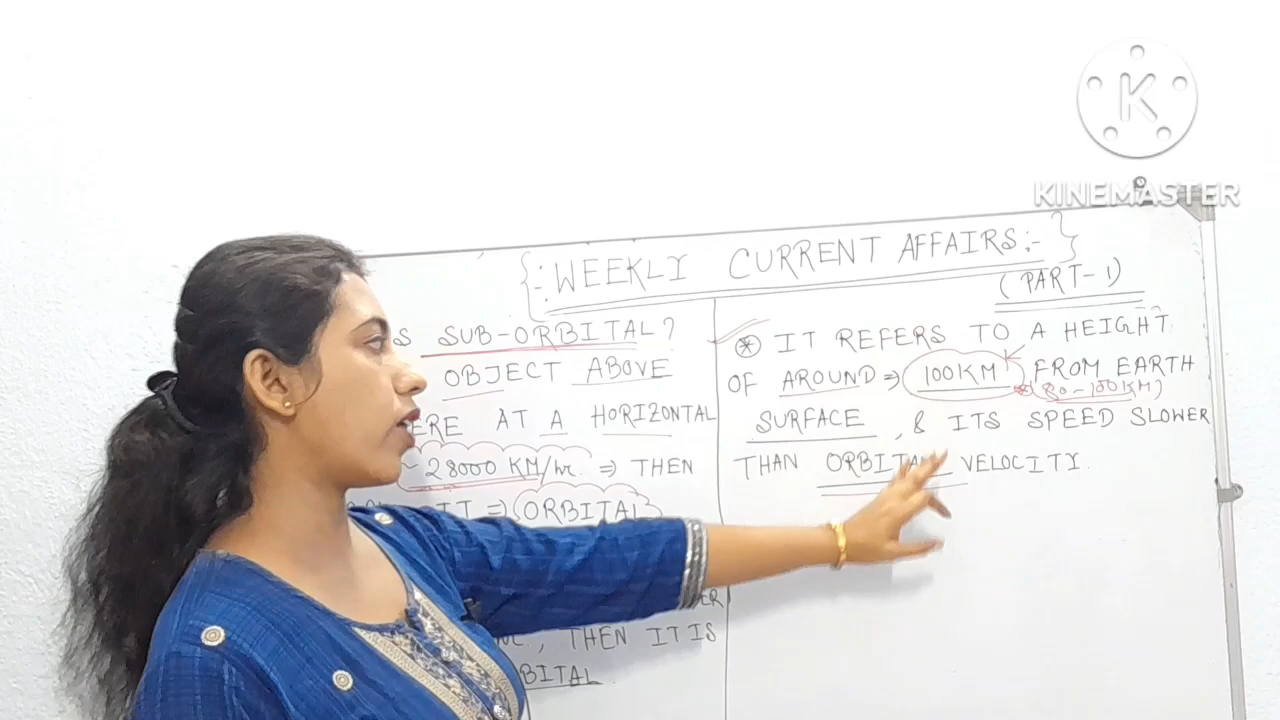 K
KINEMASTER
{:WEEKLY CURRENT AFFAIRS:-}
(PART-1)
S SUB-ORBITAL?
OBJECT ABOVE
ERE AT A HORIZONTAL
~28000 KM/hr. ⇒ THEN
IT ⇒ (ORBITAL)
, THEN IT IS
BITAL.
⊛ IT REFERS TO A HEIGHT
OF AROUND ⇒ 100KM FROM EARTH
(80-100KM)
SURFACE, & ITS SPEED SLOWER
THAN ORBITAL VELOCITY.